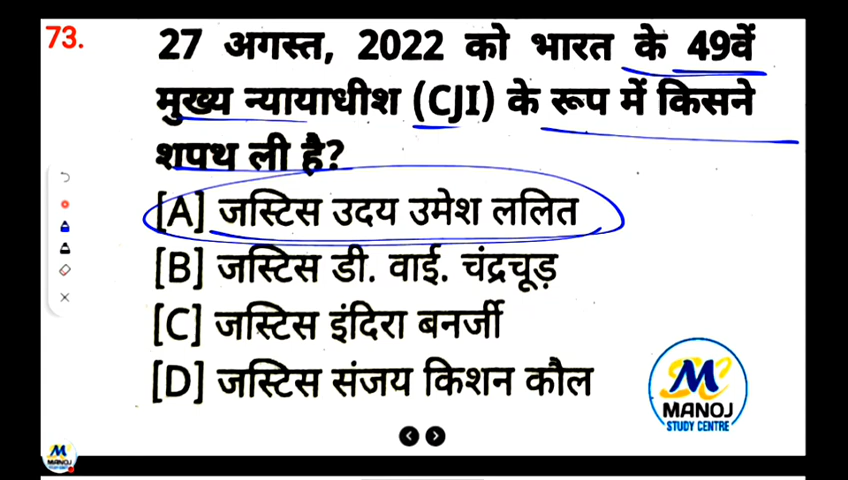 73.
27 अगस्त, 2022 को भारत के 49वें
मुख्य न्यायाधीश (CJI) के रूप में किसने
शपथ ली है?
[A] जस्टिस उदय उमेश ललित
[B] जस्टिस डी. वाई. चंद्रचूड़
[C] जस्टिस इंदिरा बनर्जी
[D] जस्टिस संजय किशन कौल
MANOJ
STUDY CENTRE
MANOJ